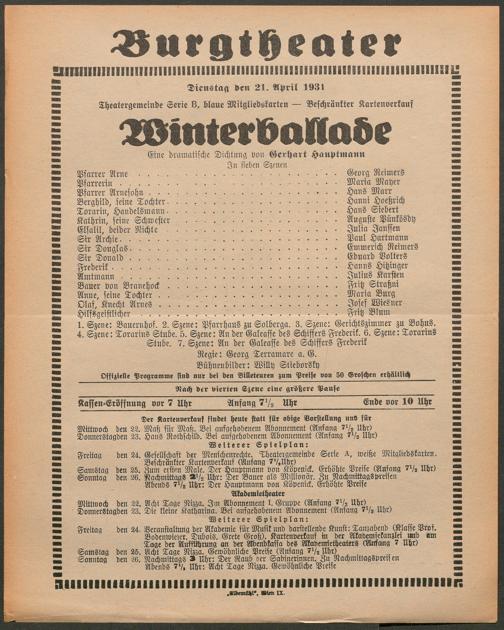 Burgtheater
Dienstag den 21. April 1931
Theatergemeinde Serie B, blaue Mitgliedskarten — Beschränkter Kartenverkauf
Winterballade
Eine dramatische Dichtung von Gerhart Hauptmann
In sieben Szenen
Pfarrer Arne . . . . . Georg Reimers
Pfarrerin . . . . . Maria Mayer
Pfarrer Arnesohn . . . . . Hans Marr
Berghild, seine Tochter . . . . . Hanni Hoeßrich
Torarin, Handelsmann . . . . . Hans Siebert
Kathrin, seine Schwester . . . . . Auguste Pünkösdy
Elsalil, beider Nichte . . . . . Julia Janssen
Sir Archie . . . . . Paul Hartmann
Sir Douglas . . . . . Emmerich Reimers
Sir Donald . . . . . Eduard Volters
Frederik . . . . . Hanns Hitzinger
Amtmann . . . . . Julius Karsten
Bauer von Branehock . . . . . Fritz Straßni
Anne, seine Tochter . . . . . Maria Burg
Olaf, Knecht Arnes . . . . . Josef Wiesner
Hilfsgeistlicher . . . . . Fritz Blum
1. Szene: Bauernhof. 2. Szene: Pfarrhaus zu Solberga. 3. Szene: Gerichtszimmer zu Bohus.
4. Szene: Torarins Stube. 5. Szene: An der Galeasse des Schiffers Frederik. 6. Szene: Torarins
Stube. 7. Szene: An der Galeasse des Schiffers Frederik
Regie: Georg Terramare a. G.
Bühnenbilder: Willy Stieborsky
Offizielle Programme sind nur bei den Billeteuren zum Preise von 50 Groschen erhältlich
Nach der vierten Szene eine größere Pause
Kassen-Eröffnung vor 7 Uhr Anfang 7½ Uhr Ende vor 10 Uhr
Der Kartenverkauf findet heute statt für obige Vorstellung und für
Mittwoch den 22. Maß für Maß. Bei aufgehobenem Abonnement (Anfang 7½ Uhr)
Donnerstag den 23. Haus Rothschild. Bei aufgehobenem Abonnement (Anfang 7½ Uhr)
Weiterer Spielplan:
Freitag den 24. Gesellschaft der Menschenrechte. Theatergemeinde Serie A, weiße Mitgliedskarten.
Beschränkter Kartenverkauf (Anfang 7½ Uhr)
Samstag den 25. Zum ersten Male. Der Hauptmann von Köpenick. Erhöhte Preise (Anfang 7½ Uhr)
Sonntag den 26. Nachmittags 2½ Uhr: Der Bauer als Millionär. Zu Nachmittagspreisen
Abends 7½ Uhr: Der Hauptmann von Köpenick. Erhöhte Preise
Akademietheater
Mittwoch den 22. Acht Tage Nizza. Im Abonnement I. Gruppe (Anfang 7½ Uhr)
Donnerstag den 23. Die kleine Katharina. Bei aufgehobenem Abonnement (Anfang 7½ Uhr)
Weiterer Spielplan:
Freitag den 24. Veranstaltung der Akademie für Musik und darstellende Kunst: Tanzabend (Klasse Prof.
Bodenwieser, Dubois, Grete Groß). Kartenverkauf in der Akademiekanzlei und am
Tage der Aufführung an der Abendkassa des Akademietheaters (Anfang 7 Uhr)
Samstag den 25. Acht Tage Nizza. Gewöhnliche Preise (Anfang 7½ Uhr)
Sonntag den 26. Nachmittags 3 Uhr: Der Raub der Sabinerinnen. Zu Nachmittagspreisen
Abends 7½ Uhr: Acht Tage Nizza. Gewöhnliche Preise
„Elbemühl“, Wien IX.